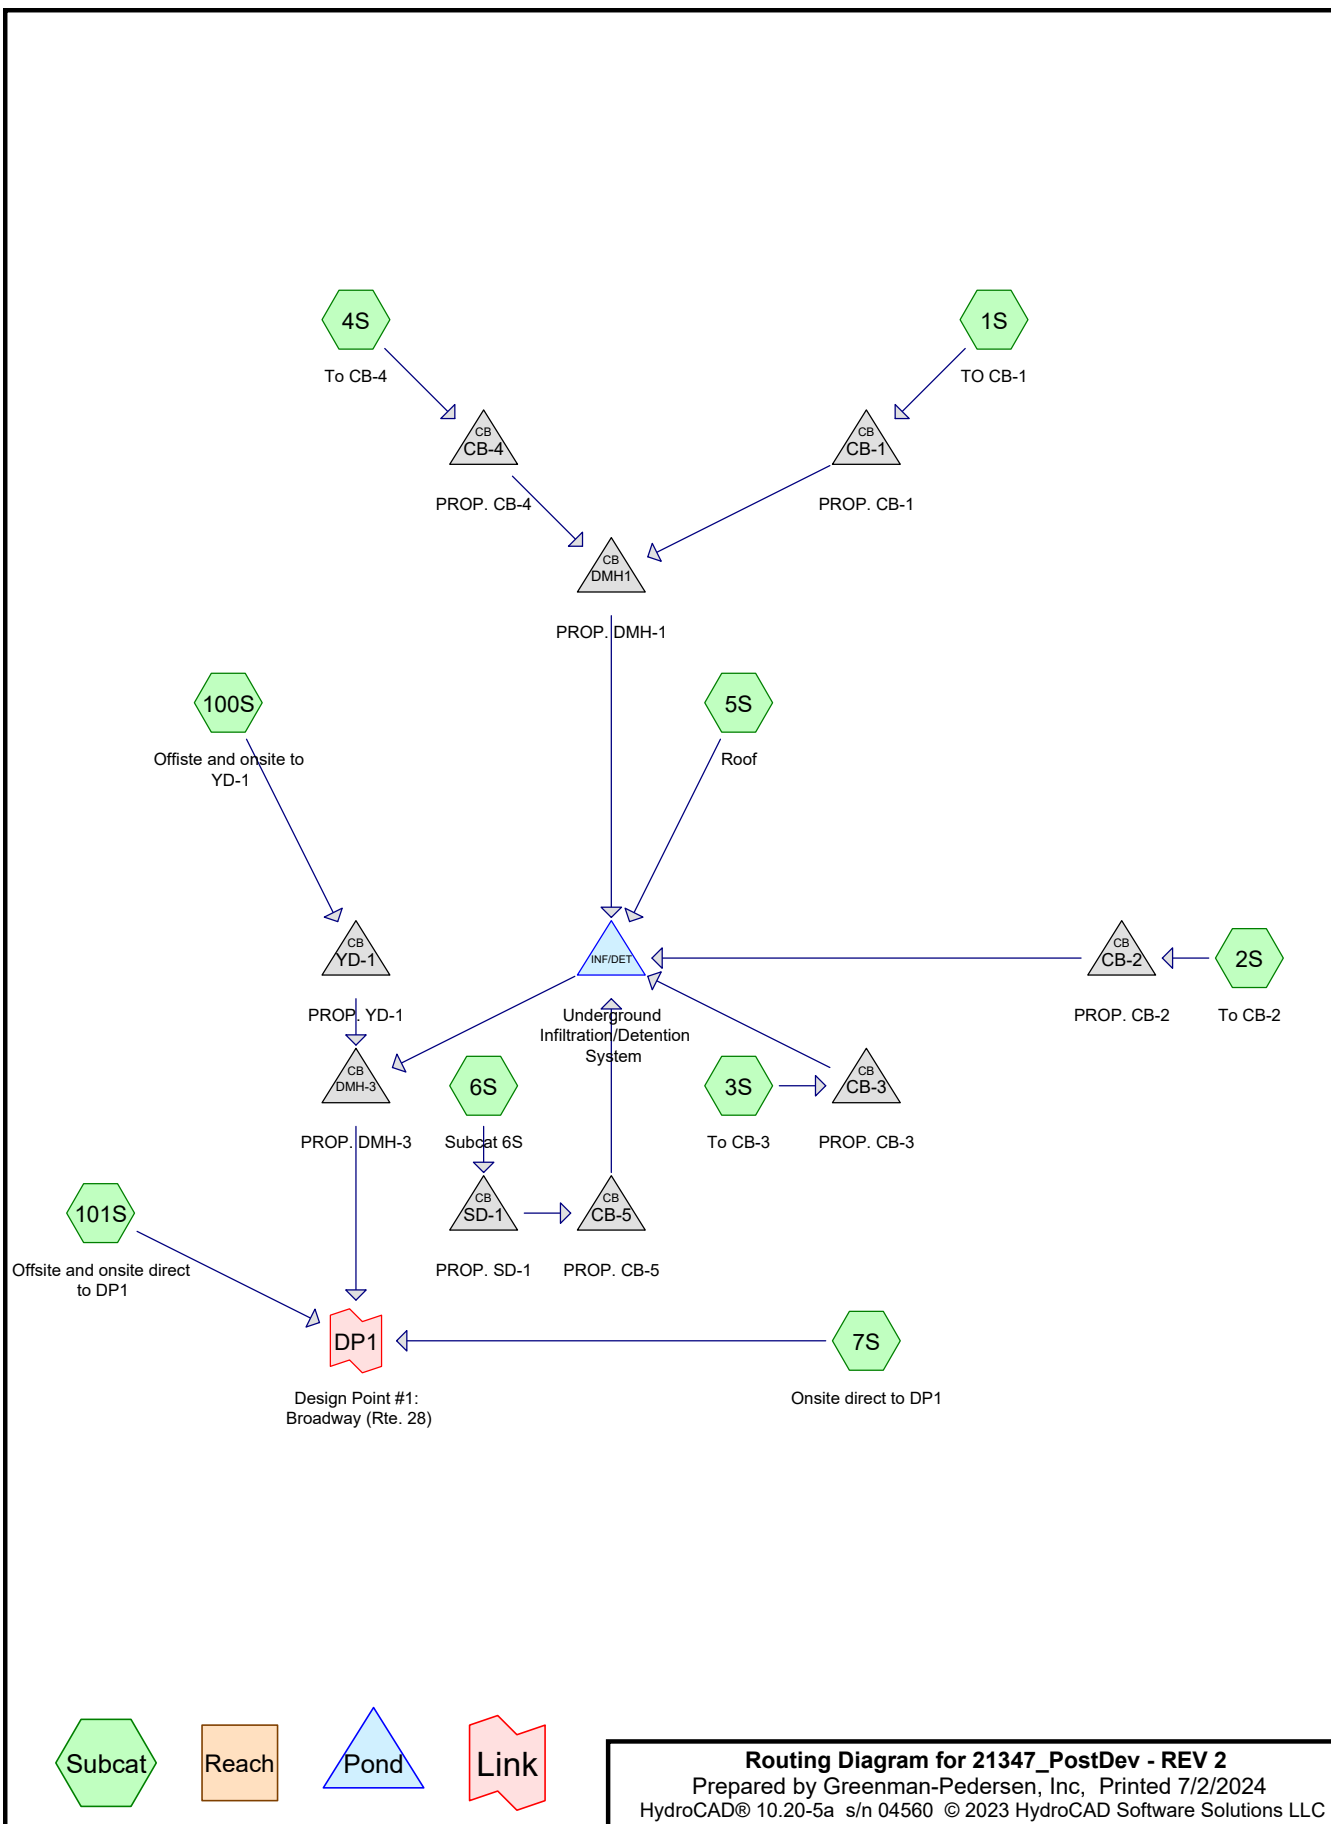 4S
1S
To CB-4
TO CB-1
CB
CB-4
CB
CB-1
PROP. CB-4
PROP. CB-1
CB
DMH1
PROP. DMH-1
100S
5S
Offiste and onsite to
YD-1
Roof
CB
YD-1
INF/DET
CB
CB-2
2S
PROP. YD-1
Underground
Infiltration/Detention
System
PROP. CB-2
To CB-2
CB
DMH-3
6S
3S
CB
CB-3
PROP. DMH-3
Subcat 6S
To CB-3
PROP. CB-3
101S
CB
SD-1
CB
CB-5
Offsite and onsite direct
to DP1
PROP. SD-1
PROP. CB-5
DP1
7S
Design Point #1:
Broadway (Rte. 28)
Onsite direct to DP1
Subcat
Reach
Pond
Link
Routing Diagram for 21347_PostDev - REV 2
Prepared by Greenman-Pedersen, Inc, Printed 7/2/2024
HydroCAD® 10.20-5a s/n 04560 © 2023 HydroCAD Software Solutions LLC